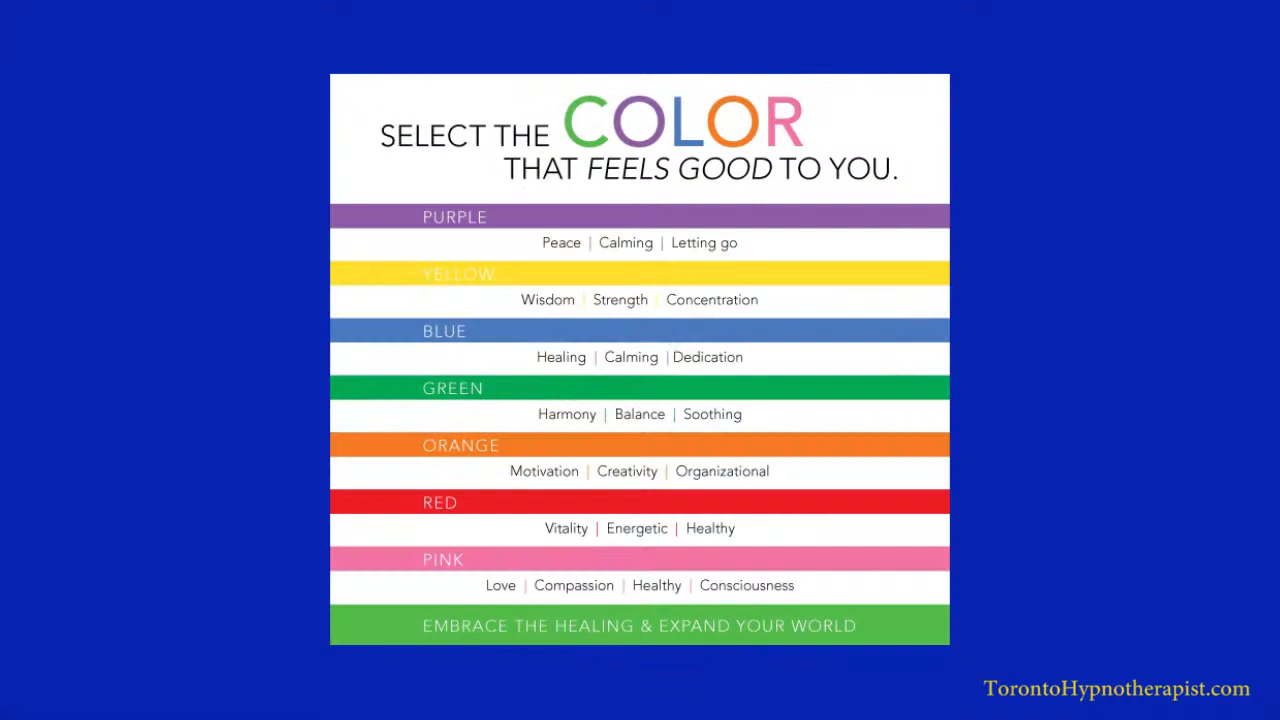 SELECT THE COLOR
THAT FEELS GOOD TO YOU.
PURPLE
Peace | Calming | Letting go
YELLOW
Wisdom | Strength | Concentration
BLUE
Healing | Calming | Dedication
GREEN
Harmony | Balance | Soothing
ORANGE
Motivation | Creativity | Organizational
RED
Vitality | Energetic | Healthy
PINK
Love | Compassion | Healthy | Consciousness
EMBRACE THE HEALING & EXPAND YOUR WORLD
TorontoHypnotherapist.com